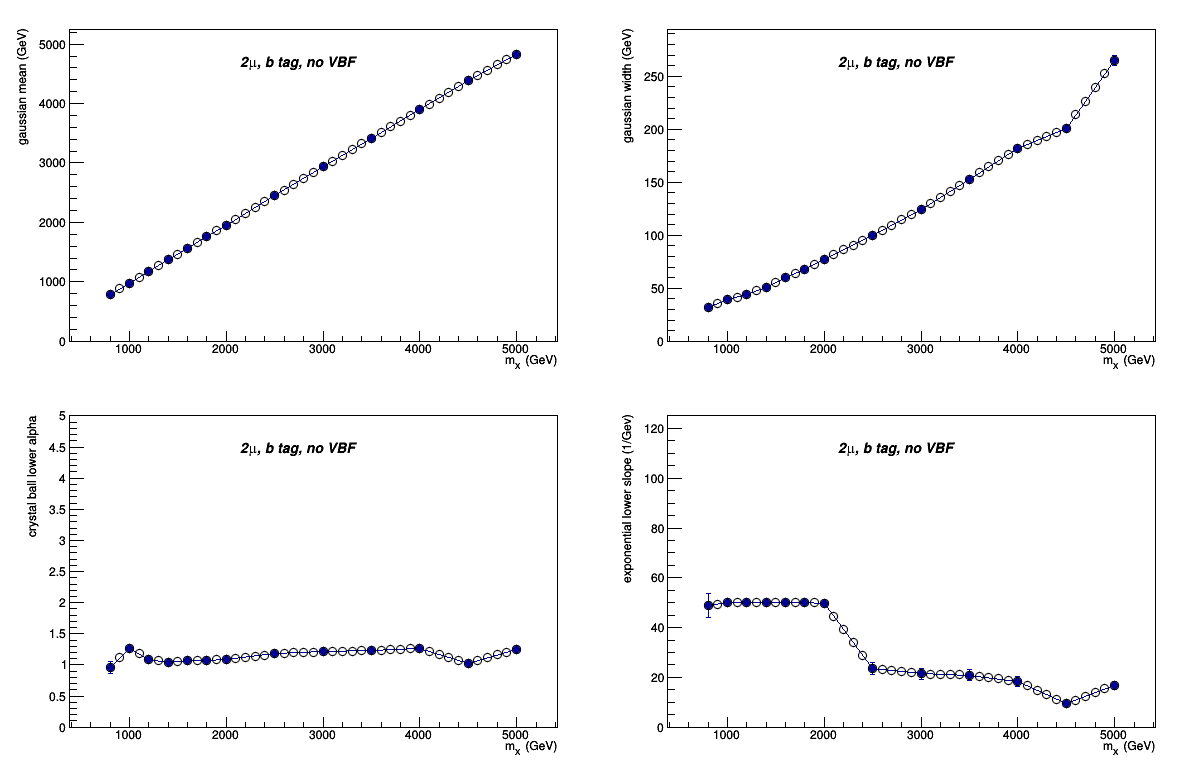 gaussian mean (GeV)
5000
4000
3000
2000
1000
0
2μ, b tag, no VBF
1000 2000 3000 4000 5000
mX (GeV)
gaussian width (GeV)
250
200
150
100
50
0
2μ, b tag, no VBF
1000 2000 3000 4000 5000
mX (GeV)
crystal ball lower alpha
5
4.5
4
3.5
3
2.5
2
1.5
1
0.5
0
2μ, b tag, no VBF
1000 2000 3000 4000 5000
mX (GeV)
exponential lower slope (1/Gev)
120
100
80
60
40
20
0
2μ, b tag, no VBF
1000 2000 3000 4000 5000
mX (GeV)